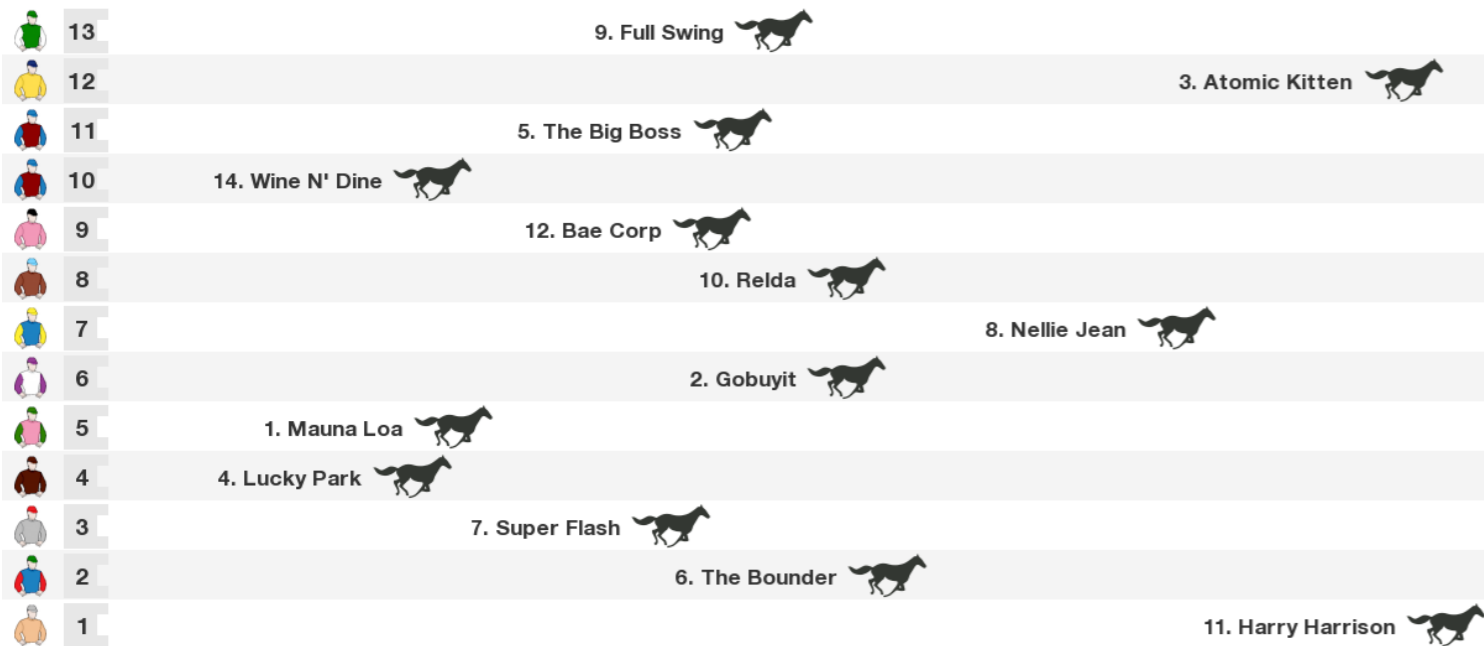 13 9. Full Swing
12 3. Atomic Kitten
11 5. The Big Boss
10 14. Wine N' Dine
9 12. Bae Corp
8 10. Relda
7 8. Nellie Jean
6 2. Gobuyit
5 1. Mauna Loa
4 4. Lucky Park
3 7. Super Flash
2 6. The Bounder
1 11. Harry Harrison